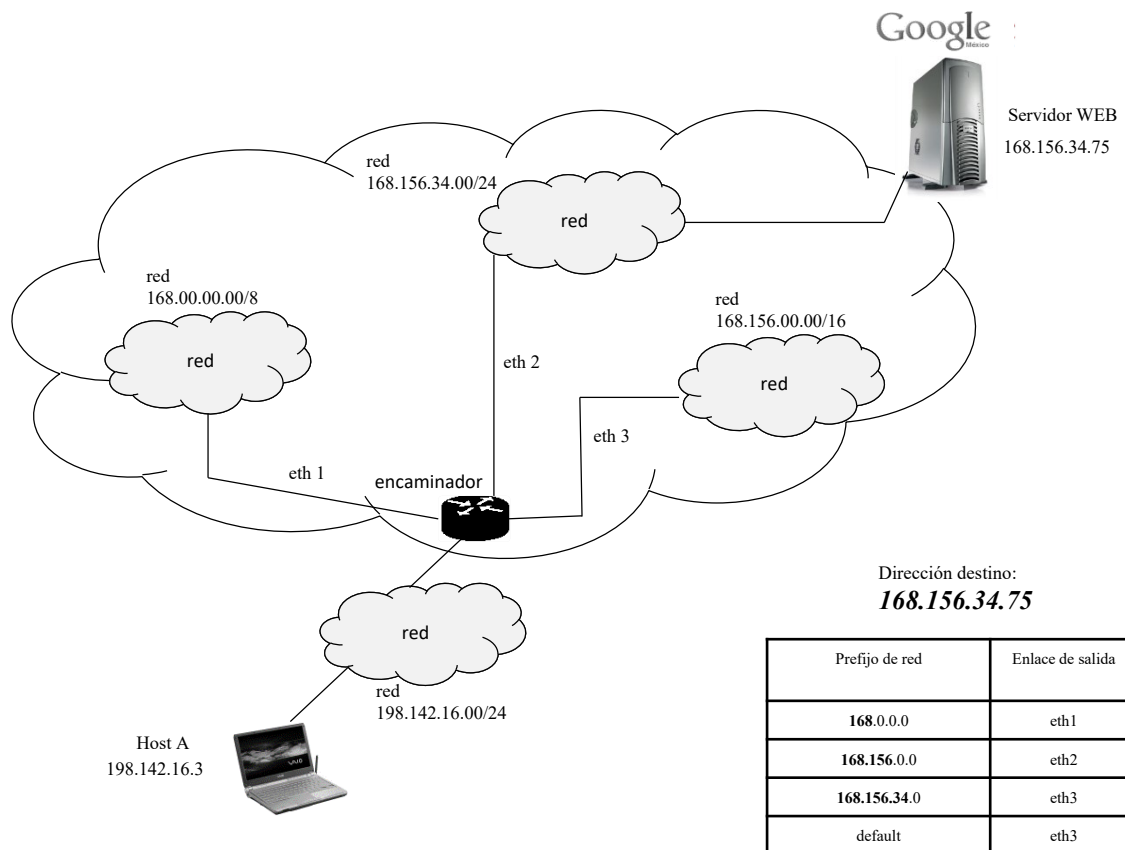 Google
México
Servidor WEB
168.156.34.75
red
168.156.34.00/24
red
red
168.00.00.00/8
red
red
168.156.00.00/16
red
eth 2
eth 3
eth 1
encaminador
Dirección destino:
168.156.34.75
red
red
198.142.16.00/24
Host A
198.142.16.3
Prefijo de red Enlace de salida
168.0.0.0 eth1
168.156.0.0 eth2
168.156.34.0 eth3
default eth3